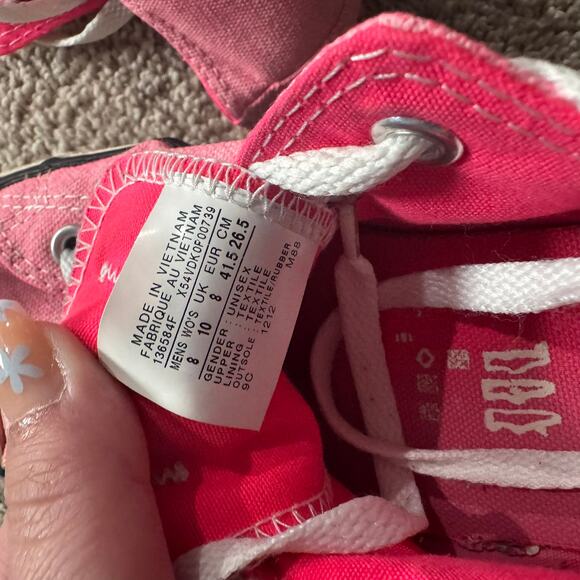 MADE IN VIETNAM
FABRIQUE AU VIETNAM
136584F X54VDK0F00739
MENS WO'S UK EUR CM
8 10 8 41.5 26.5
GENDER : UNISEX
UPPER : TEXTILE
LINING : TEXTILE
OUTSOLE : TEXTILE/RUBBER
9C 1212 M8B